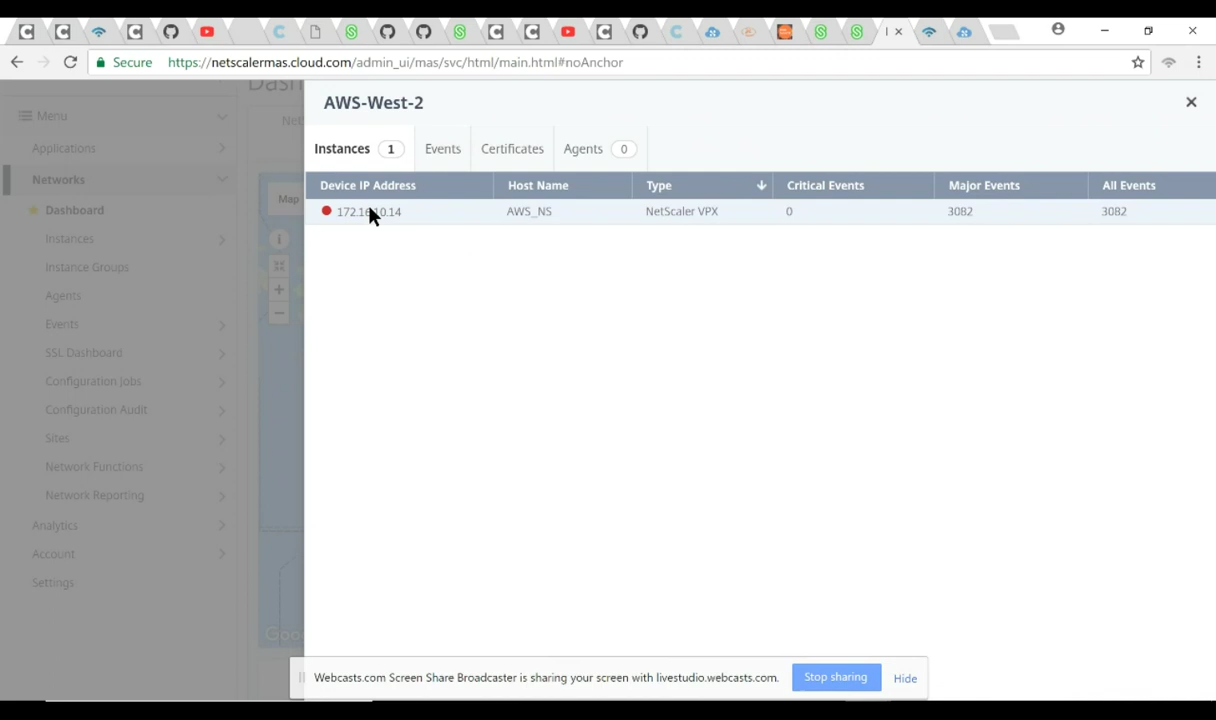 Secure https://netscalermas.cloud.com/admin_ui/mas/svc/html/main.html#noAnchor
Menu
Applications
Networks
Dashboard
Instances
Instance Groups
Agents
Events
SSL Dashboard
Configuration Jobs
Configuration Audit
Sites
Network Functions
Network Reporting
Analytics
Account
Settings
Map
AWS-West-2
Instances 1 Events Certificates Agents 0
Device IP Address Host Name Type Critical Events Major Events All Events
AWS_NS NetScaler VPX 0 3082 3082
Webcasts.com Screen Share Broadcaster is sharing your screen with livestudio.webcasts.com. Stop sharing Hide